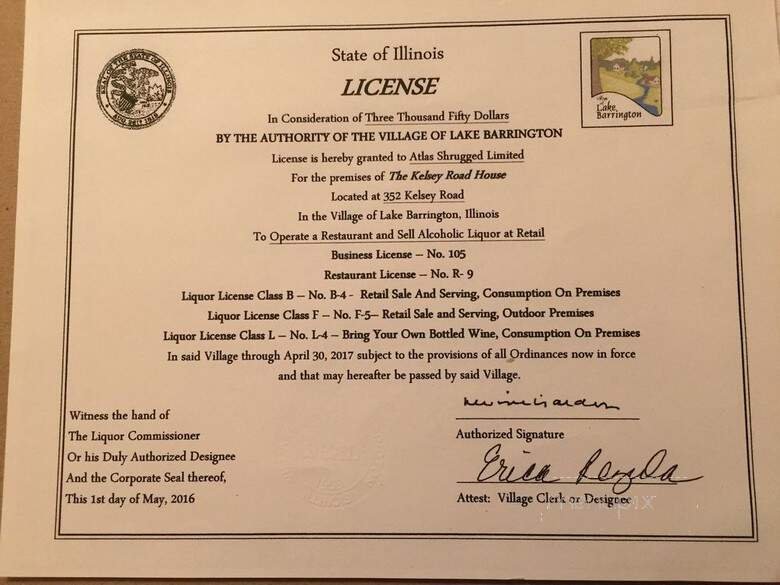 State of Illinois
LICENSE
Lake
Barrington
In Consideration of Three Thousand Fifty Dollars
BY THE AUTHORITY OF THE VILLAGE OF LAKE BARRINGTON
License is hereby granted to Atlas Shrugged Limited
For the premises of The Kelsey Road House
Located at 352 Kelsey Road
In the Village of Lake Barrington, Illinois
To Operate a Restaurant and Sell Alcoholic Liquor at Retail
Business License – No. 105
Restaurant License – No. R- 9
Liquor License Class B – No. B-4 - Retail Sale And Serving, Consumption On Premises
Liquor License Class F – No. F-5– Retail Sale and Serving, Outdoor Premises
Liquor License Class L – No. L-4 – Bring Your Own Bottled Wine, Consumption On Premises
In said Village through April 30, 2017 subject to the provisions of all Ordinances now in force
and that may hereafter be passed by said Village.
Witness the hand of
The Liquor Commissioner
Or his Duly Authorized Designee
And the Corporate Seal thereof,
This 1st day of May, 2016
Authorized Signature
Erica
Attest: Village Clerk or Designee